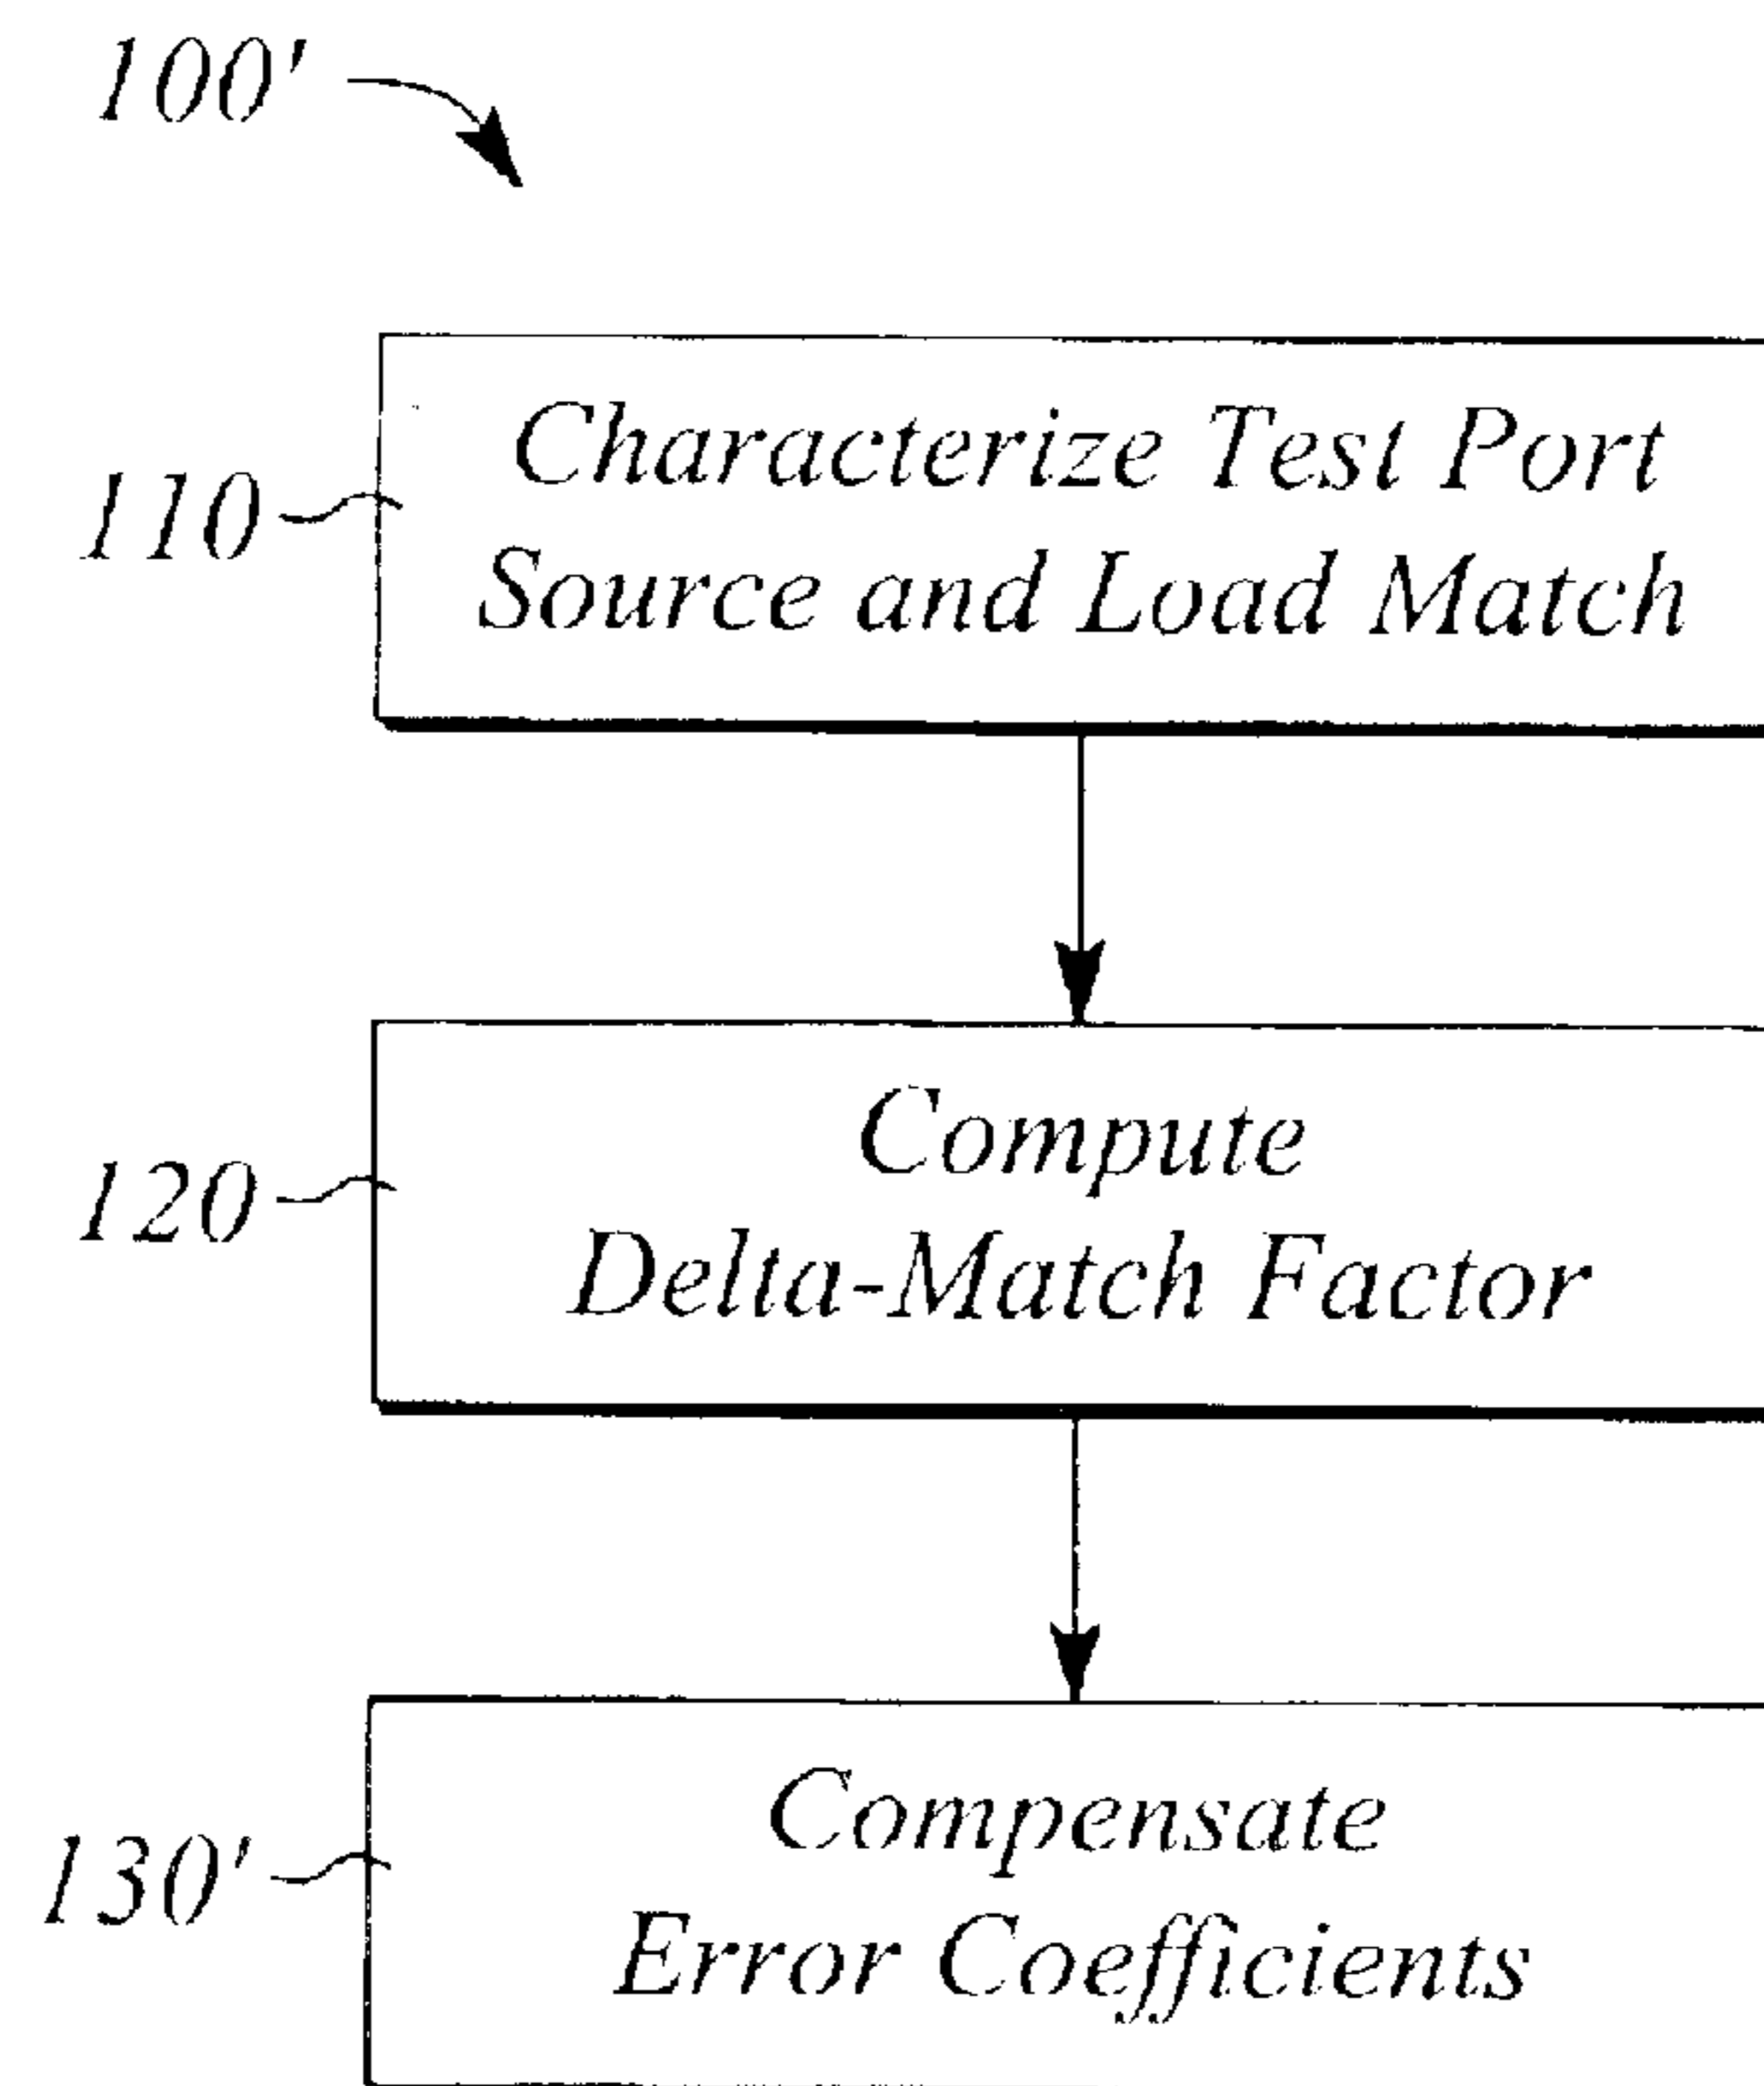 100'
110
Characterize Test Port
Source and Load Match
120
Compute
Delta-Match Factor
130'
Compensate
Error Coefficients